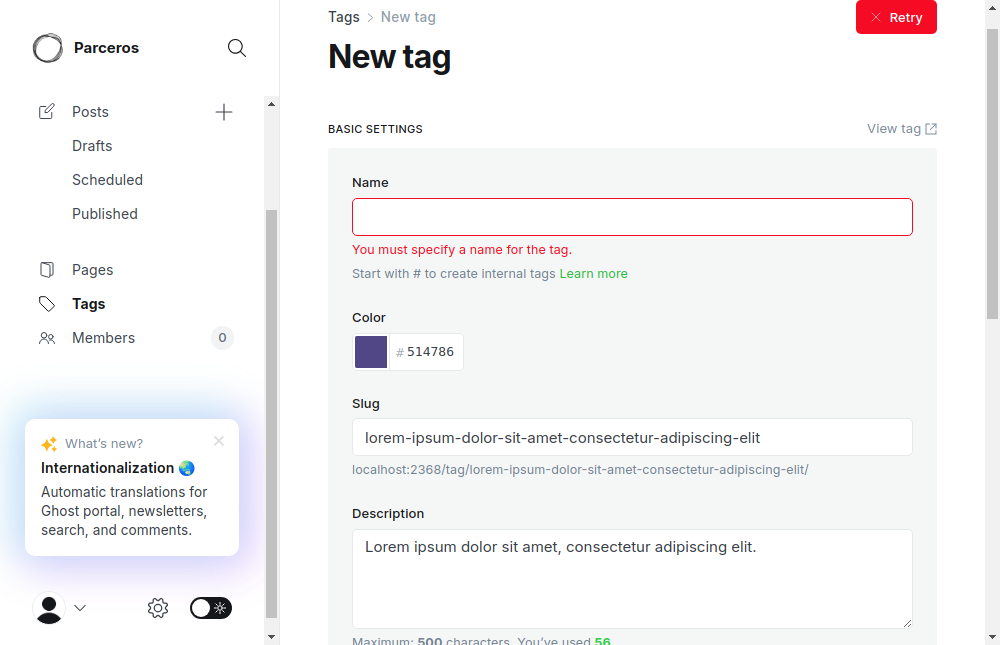 Parceros
Posts
Drafts
Scheduled
Published
Pages
Tags
Members
0
What's new?
Internationalization 🌏
Automatic translations for
Ghost portal, newsletters,
search, and comments.
Tags > New tag
Retry
New tag
BASIC SETTINGS
View tag
Name
You must specify a name for the tag.
Start with # to create internal tags Learn more
Color
# 514786
Slug
lorem-ipsum-dolor-sit-amet-consectetur-adipiscing-elit
localhost:2368/tag/lorem-ipsum-dolor-sit-amet-consectetur-adipiscing-elit/
Description
Lorem ipsum dolor sit amet, consectetur adipiscing elit.
Maximum: 500 characters. You've used 56